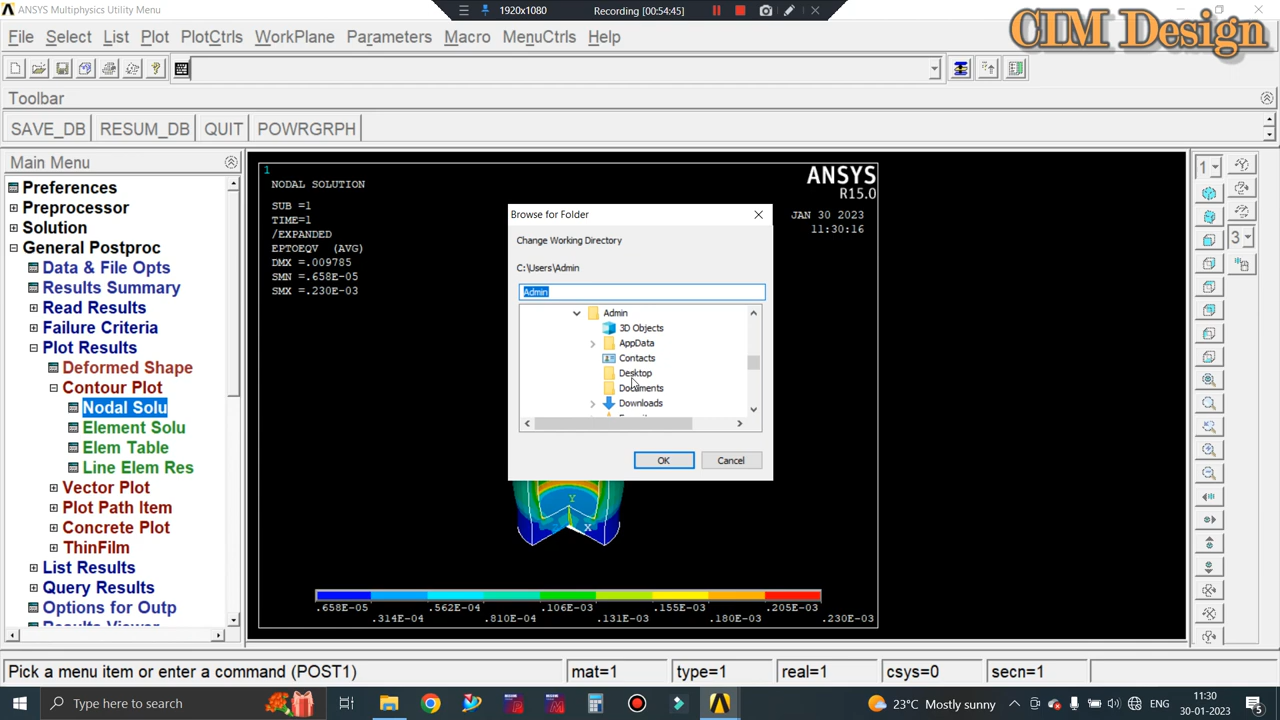 ANSYS Multiphysics Utility Menu
1920x1080
Recording [00:54:45]
CIM Design
File Select List Plot PlotCtrls WorkPlane Parameters Macro MenuCtrls Help
Toolbar
SAVE_DB RESUM_DB QUIT POWRGRPH
Main Menu
Preferences
Preprocessor
Solution
General Postproc
Data & File Opts
Results Summary
Read Results
Failure Criteria
Plot Results
Deformed Shape
Contour Plot
Nodal Solu
Element Solu
Elem Table
Line Elem Res
Vector Plot
Plot Path Item
Concrete Plot
ThinFilm
List Results
Query Results
Options for Outp
Results Viewer
1
NODAL SOLUTION
SUB =1
TIME=1
/EXPANDED
EPTOEQV (AVG)
DMX =.009785
SMN =.658E-05
SMX =.230E-03
ANSYS
R15.0
JAN 30 2023
11:30:16
Browse for Folder
Change Working Directory
C:\Users\Admin
Admin
Admin
3D Objects
AppData
Contacts
Desktop
Documents
Downloads
OK Cancel
Y
X
.658E-05 .562E-04 .106E-03 .155E-03 .205E-03
.314E-04 .810E-04 .131E-03 .180E-03 .230E-03
1
3
Pick a menu item or enter a command (POST1) mat=1 type=1 real=1 csys=0 secn=1
Type here to search
23°C Mostly sunny
ENG
11:30
30-01-2023
5